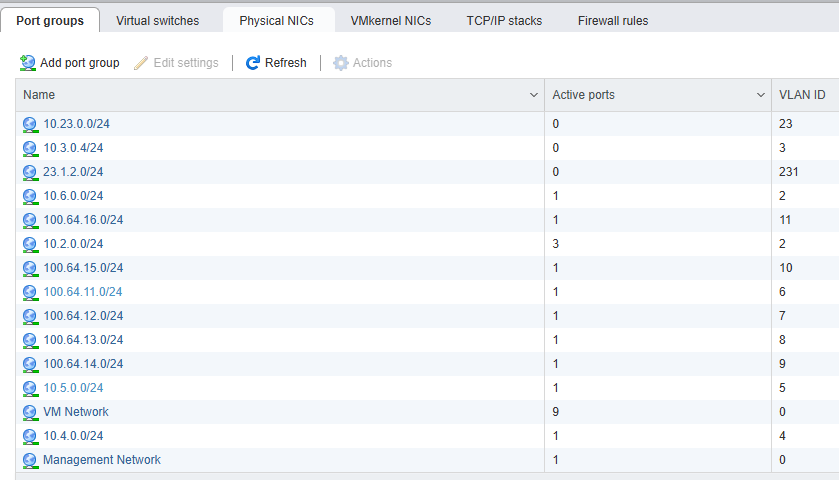 Port groups Virtual switches Physical NICs VMkernel NICs TCP/IP stacks Firewall rules
Add port group Edit settings Refresh Actions
Name Active ports VLAN ID
10.23.0.0/24 0 23
10.3.0.4/24 0 3
23.1.2.0/24 0 231
10.6.0.0/24 1 2
100.64.16.0/24 1 11
10.2.0.0/24 3 2
100.64.15.0/24 1 10
100.64.11.0/24 1 6
100.64.12.0/24 1 7
100.64.13.0/24 1 8
100.64.14.0/24 1 9
10.5.0.0/24 1 5
VM Network 9 0
10.4.0.0/24 1 4
Management Network 1 0